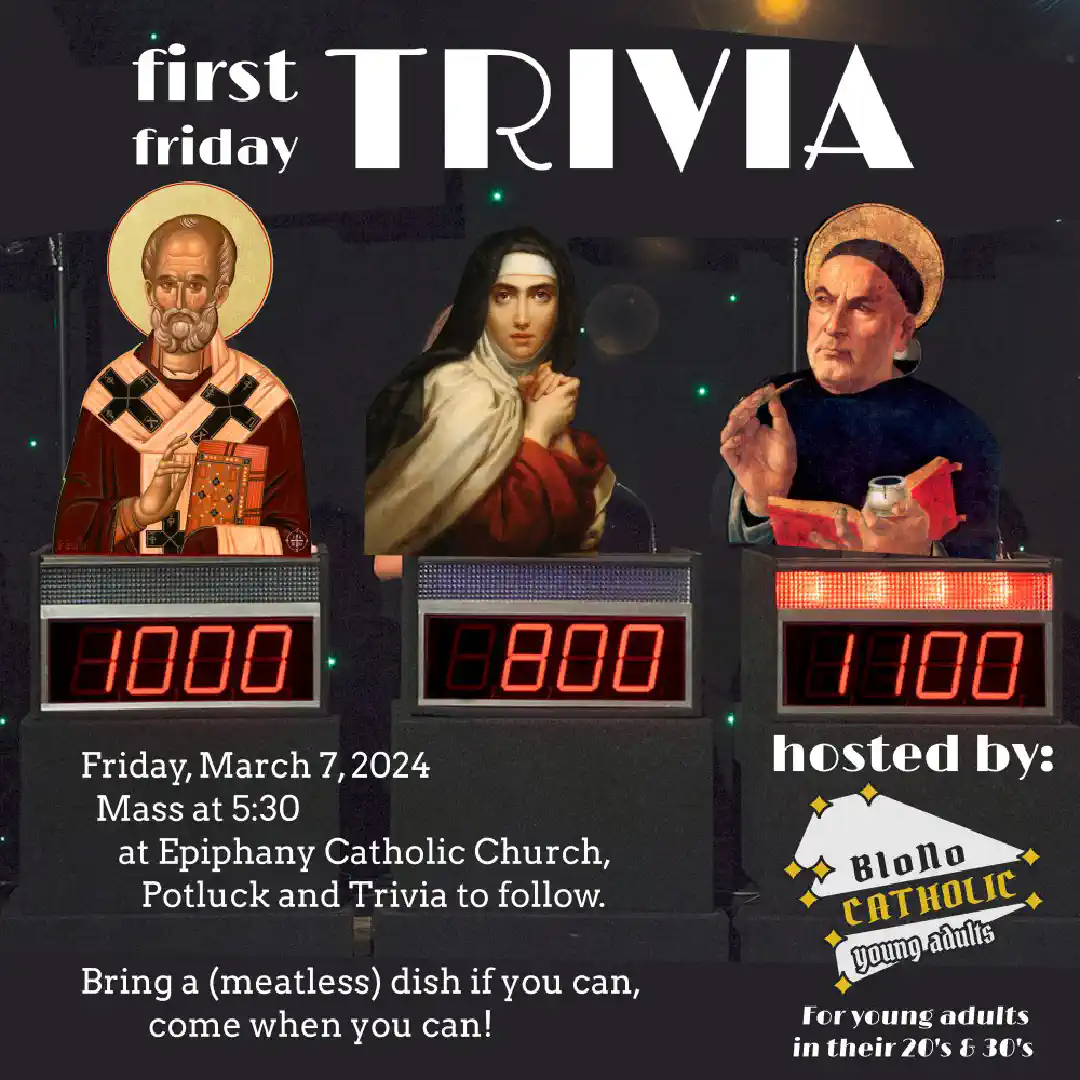 first
friday
TRIVIA
1000
800
1100
Friday, March 7, 2024
Mass at 5:30
at Epiphany Catholic Church,
Potluck and Trivia to follow.
Bring a (meatless) dish if you can,
come when you can!
hosted by:
BloNo
CATHOLIC
young adults
For young adults
in their 20's & 30's